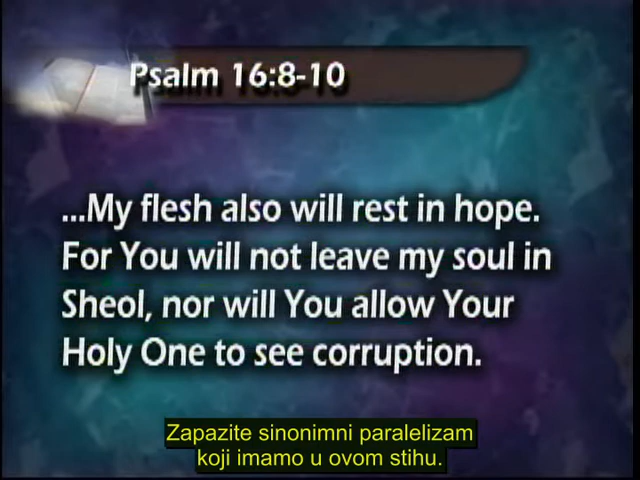 Psalm 16:8-10
...My flesh also will rest in hope.
For You will not leave my soul in
Sheol, nor will You allow Your
Holy One to see corruption.
Zapazite sinonimni paralelizam
koji imamo u ovom stihu.